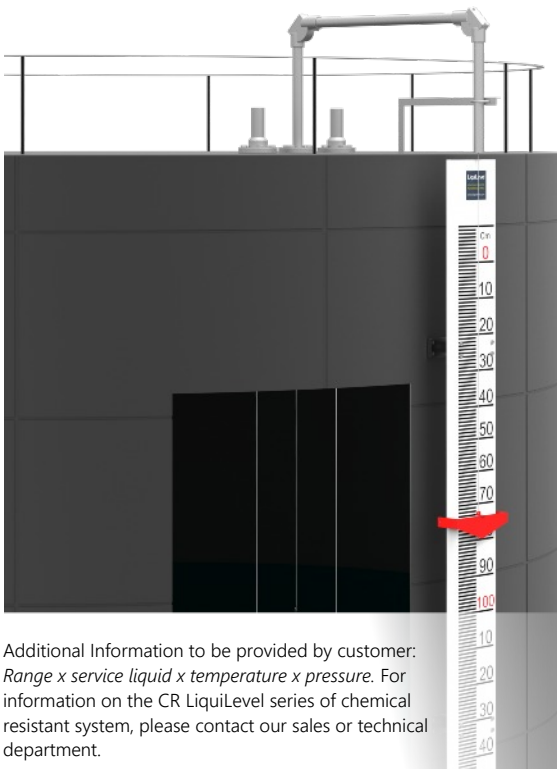 LiquiLevel
Cm
0
10
20
30
40
50
60
70
90
100
10
20
30
40
Additional Information to be provided by customer:
Range x service liquid x temperature x pressure. For
information on the CR LiquiLevel series of chemical
resistant system, please contact our sales or technical
department.